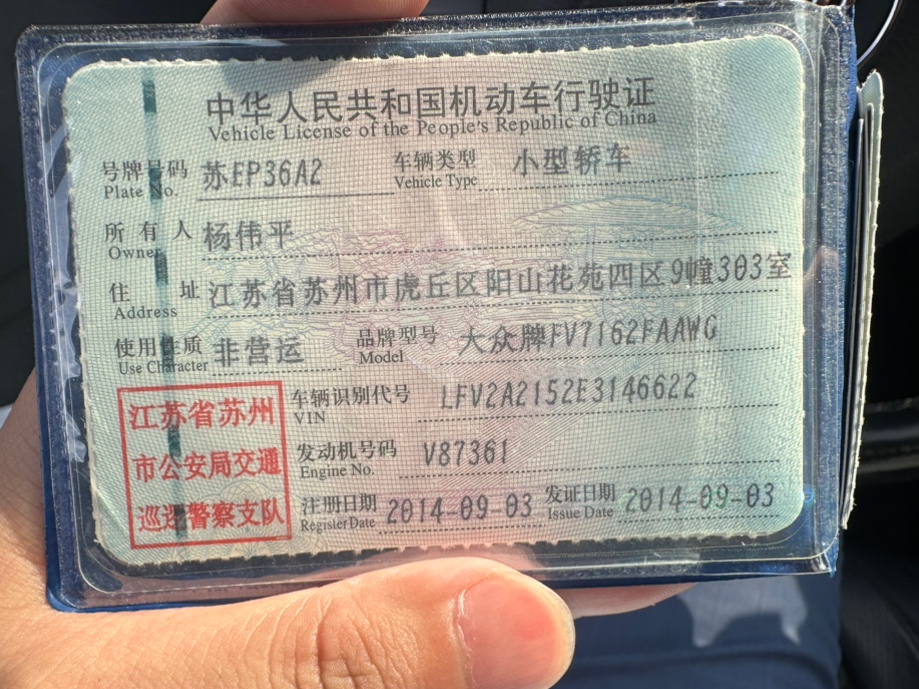 中华人民共和国机动车行驶证
Vehicle License of the People's Republic of China
号牌号码 苏EP36A2 车辆类型 小型轿车
Plate No. Vehicle Type
所有人 杨伟平
Owner
住址 江苏省苏州市虎丘区阳山花苑四区9幢303室
Address
使用性质 非营运 品牌型号 大众牌FV7162FAAWG
Use Character Model
江苏省苏州 车辆识别代号 LFV2A2152E3146622
VIN
市公安局交通 发动机号码 V87361
Engine No.
巡逻警察支队 注册日期 2014-09-03 发证日期 2014-09-03
Register Date Issue Date